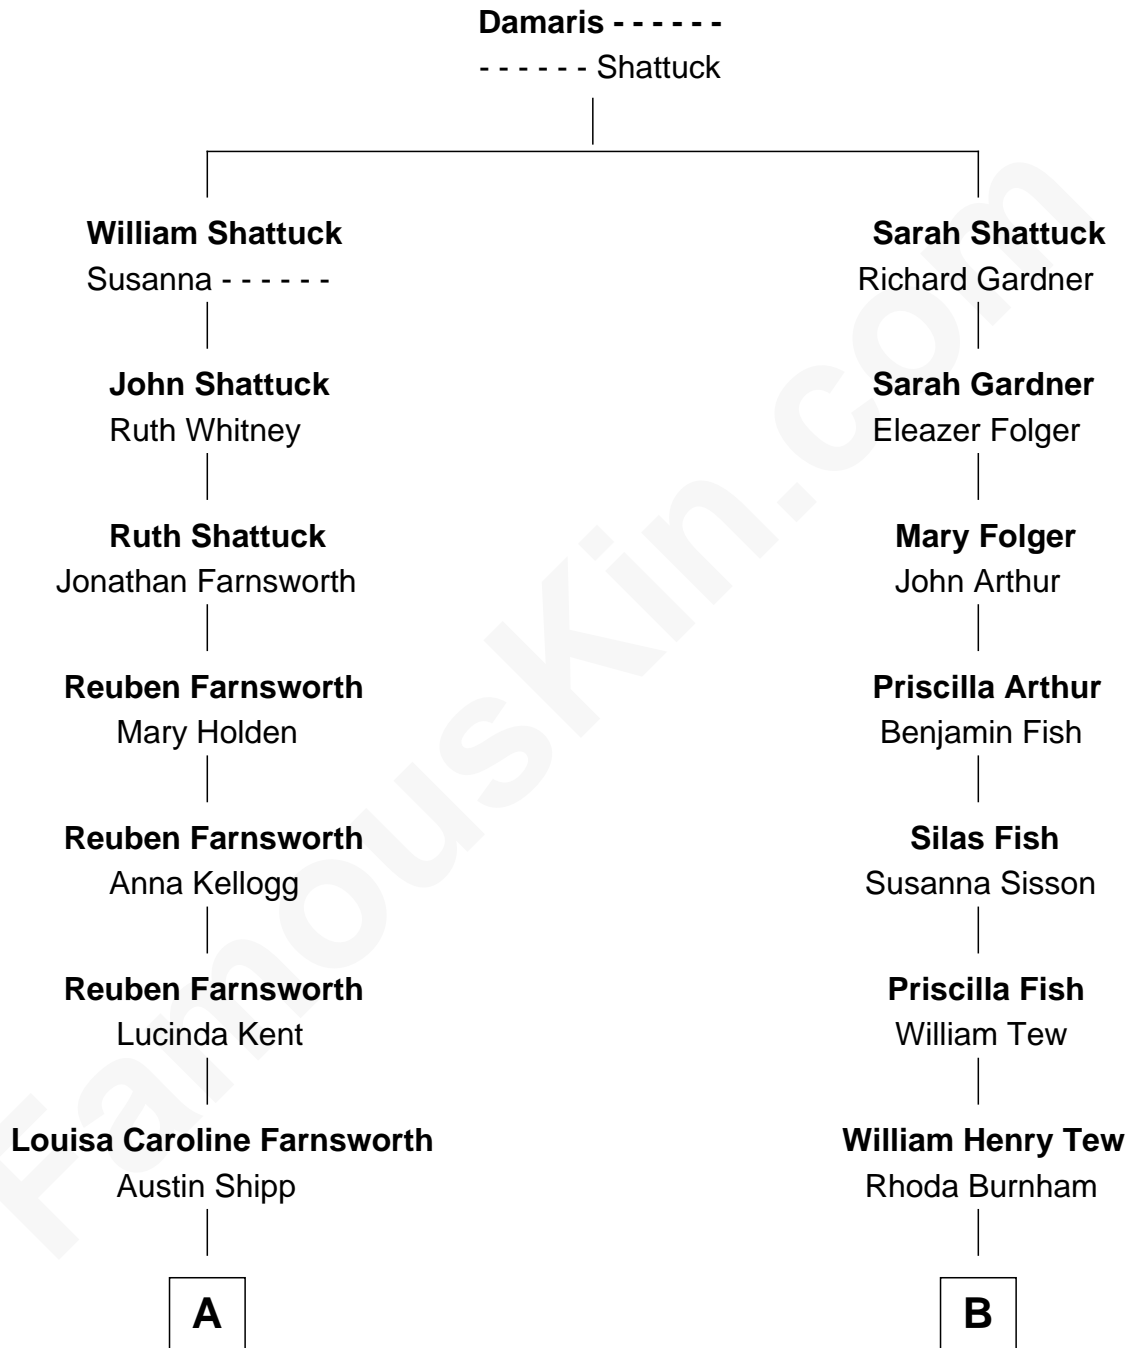 Damaris - - - - - -
- - - - - - Shattuck
William Shattuck
Susanna - - - - - -
Sarah Shattuck
Richard Gardner
John Shattuck
Ruth Whitney
Sarah Gardner
Eleazer Folger
Ruth Shattuck
Jonathan Farnsworth
Mary Folger
John Arthur
Reuben Farnsworth
Mary Holden
Priscilla Arthur
Benjamin Fish
Reuben Farnsworth
Anna Kellogg
Silas Fish
Susanna Sisson
Reuben Farnsworth
Lucinda Kent
Priscilla Fish
William Tew
Louisa Caroline Farnsworth
Austin Shipp
William Henry Tew
Rhoda Burnham
A
B
FamousKin.com